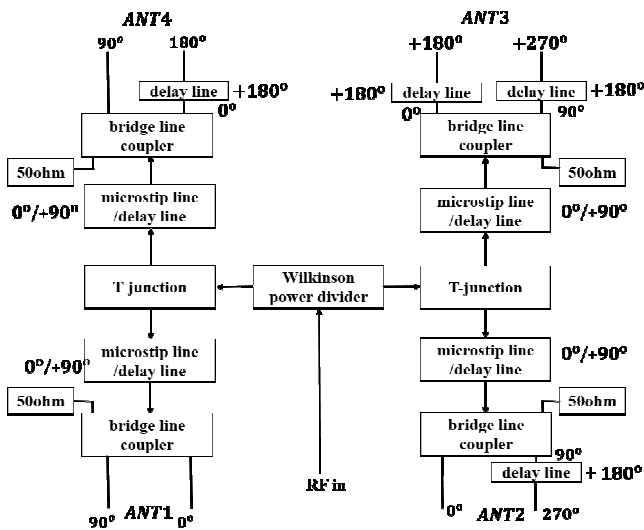 ANT4
ANT3
90°
180°
+180°
+270°
delay line
+180°
0°
+180°
delay line
0°
delay line
+180°
90°
bridge line
coupler
bridge line
coupler
50ohm
50ohm
0°/+90°
microstip line
/delay line
microstip line
/delay line
0°/+90°
T junction
Wilkinson
power divider
T-junction
0°/+90°
microstip line
/delay line
microstip line
/delay line
0°/+90°
50ohm
50ohm
bridge line
coupler
bridge line
coupler
90°
delay line
+180°
RF in
90°
ANT1
0°
0°
ANT2
270°